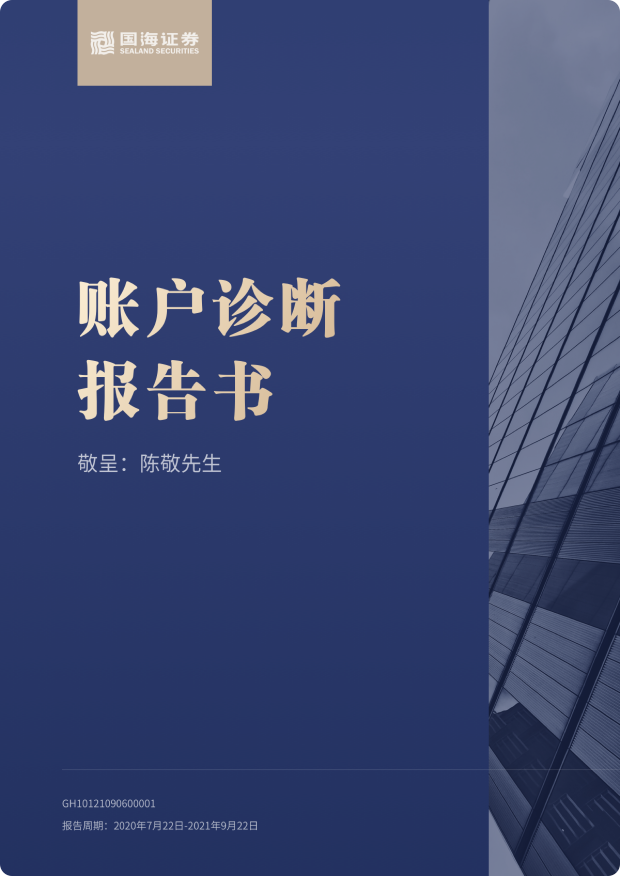 国海证券
SEALAND SECURITIES
账户诊断
报告书
敬呈：陈敬先生
GH10121090600001
报告周期：2020年7月22日-2021年9月22日